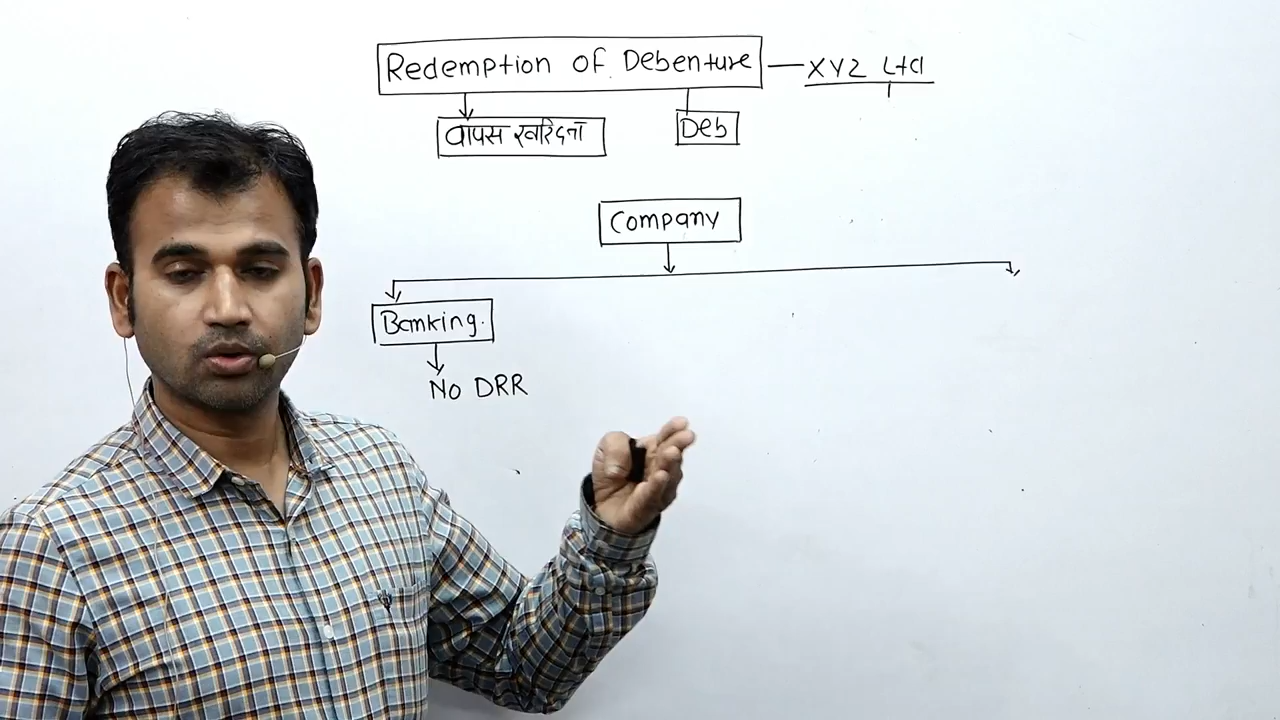 Redemption of Debenture — XYZ Ltd
वापस खरिदना Deb
Company
Banking.
No DRR